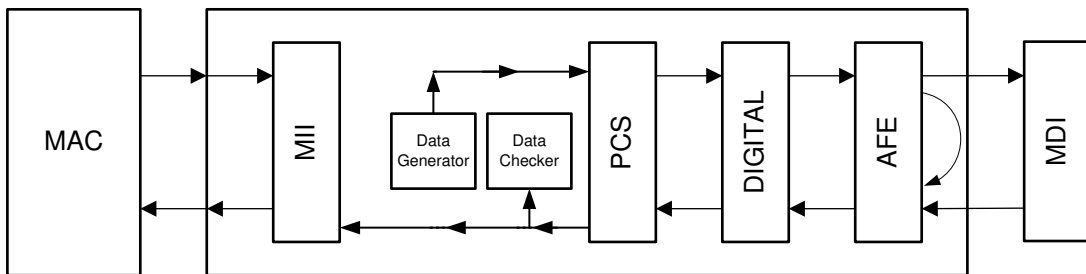 MAC
MII
Data
Generator
Data
Checker
PCS
DIGITAL
AFE
MDI